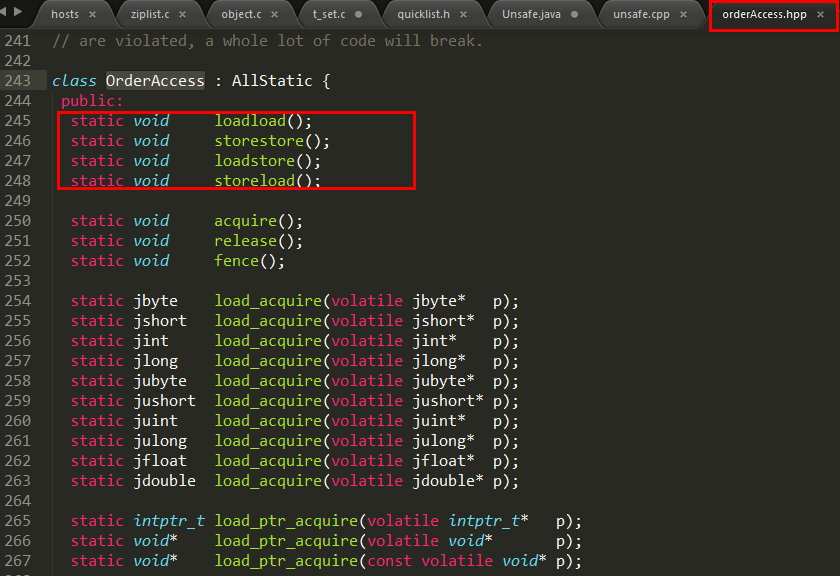 hosts × ziplist.c × object.c × t_set.c quicklist.h × Unsafe.java unsafe.cpp × orderAccess.hpp ×
241 // are violated, a whole lot of code will break.
242
243 class OrderAccess : AllStatic {
244 public:
245 static void loadload();
246 static void storestore();
247 static void loadstore();
248 static void storeload();
249
250 static void acquire();
251 static void release();
252 static void fence();
253
254 static jbyte load_acquire(volatile jbyte* p);
255 static jshort load_acquire(volatile jshort* p);
256 static jint load_acquire(volatile jint* p);
257 static jlong load_acquire(volatile jlong* p);
258 static jubyte load_acquire(volatile jubyte* p);
259 static jushort load_acquire(volatile jushort* p);
260 static juint load_acquire(volatile juint* p);
261 static julong load_acquire(volatile julong* p);
262 static jfloat load_acquire(volatile jfloat* p);
263 static jdouble load_acquire(volatile jdouble* p);
264
265 static intptr_t load_ptr_acquire(volatile intptr_t* p);
266 static void* load_ptr_acquire(volatile void* p);
267 static void* load_ptr_acquire(const volatile void* p);